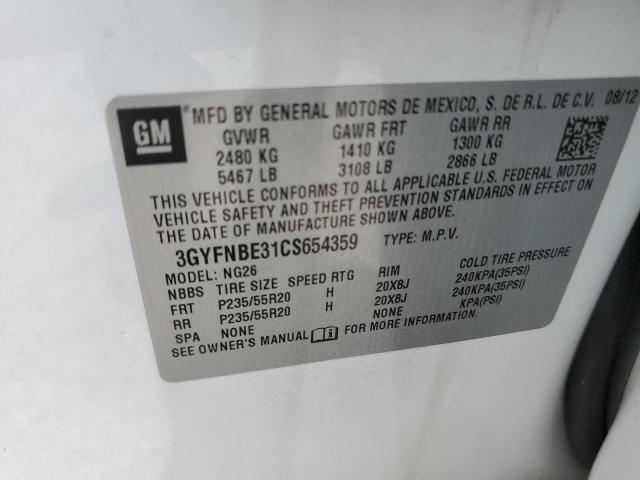 GM
*MFD BY GENERAL MOTORS DE MEXICO, S. DE R.L. DE C.V. 08/12
GVWR GAWR FRT GAWR RR
2480 KG 1410 KG 1300 KG
5467 LB 3108 LB 2866 LB
THIS VEHICLE CONFORMS TO ALL APPLICABLE U.S. FEDERAL MOTOR
VEHICLE SAFETY AND THEFT PREVENTION STANDARDS IN EFFECT ON
THE DATE OF MANUFACTURE SHOWN ABOVE.
3GYFNBE31CS654359 TYPE: M.P.V.
MODEL: NG26
NBBS TIRE SIZE SPEED RTG RIM COLD TIRE PRESSURE
FRT P235/55R20 H 20X8J 240KPA(35PSI)
RR P235/55R20 H 20X8J 240KPA(35PSI)
SPA NONE NONE KPA(PSI)
SEE OWNER'S MANUAL i FOR MORE INFORMATION.